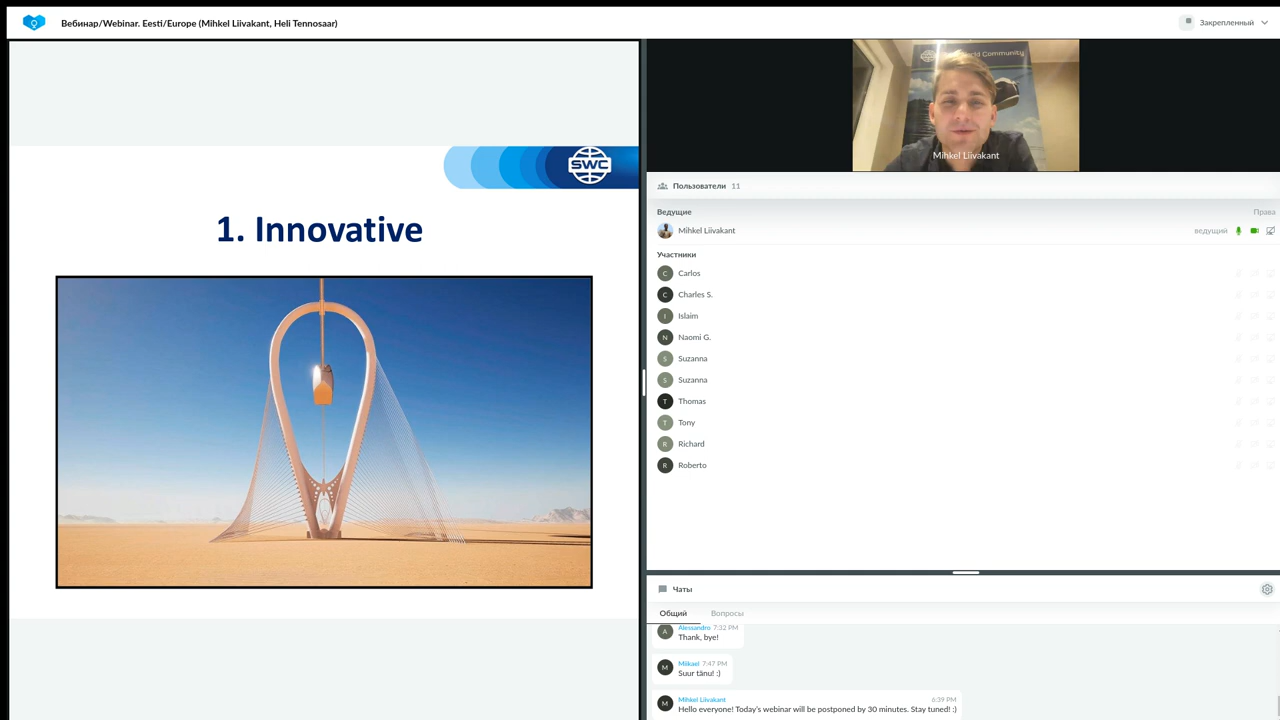 Вебинар/Webinar. Eesti/Europe (Mihkel Liivakant, Heli Tennosaar)
Закрепленный
SWC
1. Innovative
Mihkel Liivakant
Пользователи 11
Ведущие
Права
Mihkel Liivakant
ведущий
Участники
C Carlos
C Charles S.
I Islaim
N Naomi G.
S Suzanna
S Suzanna
T Thomas
T Tony
R Richard
R Roberto
Чаты
Общий
Вопросы
A Alessandro 7:32 PM
Thank, bye!
M Miikael 7:47 PM
Suur tänu! :)
M Mihkel Liivakant 6:39 PM
Hello everyone! Today's webinar will be postponed by 30 minutes. Stay tuned! :)